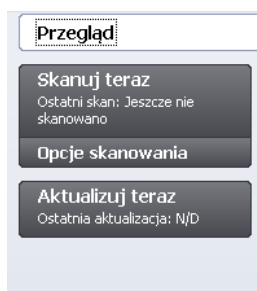 Przegląd
Skanuj teraz
Ostatni skan: Jeszcze nie
skanowano
Opcje skanowania
Aktualizuj teraz
Ostatnia aktualizacja: N/D